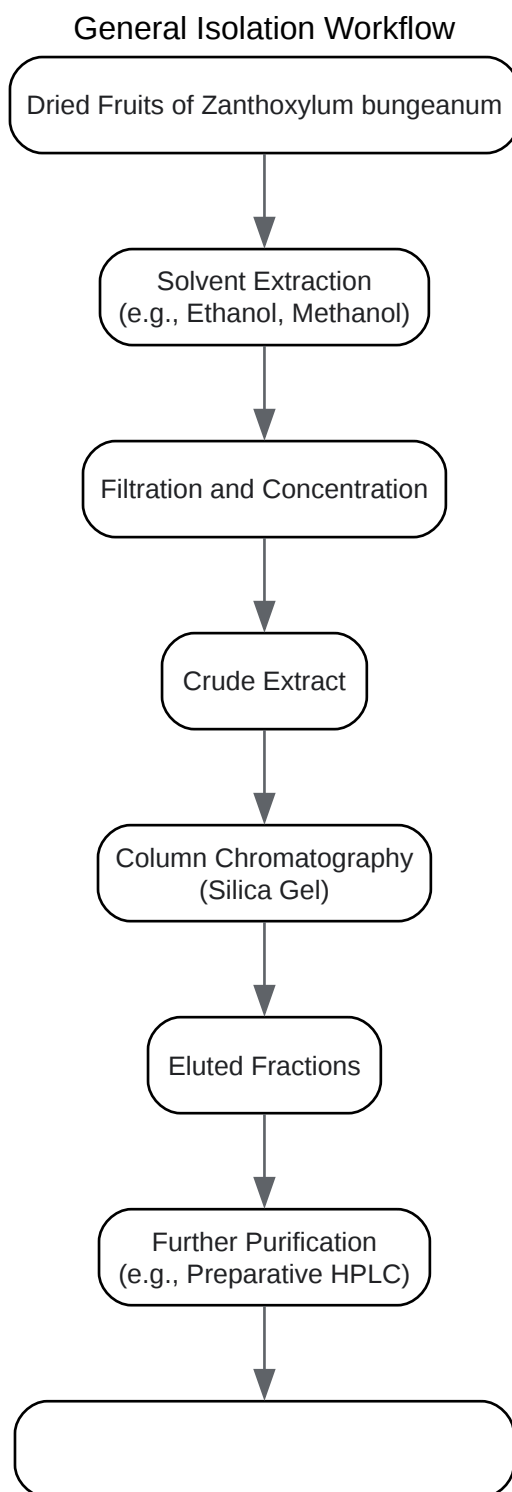 General Isolation Workflow
Dried Fruits of Zanthoxylum bungeanum
Solvent Extraction
(e.g., Ethanol, Methanol)
Filtration and Concentration
Crude Extract
Column Chromatography
(Silica Gel)
Eluted Fractions
Further Purification
(e.g., Preparative HPLC)